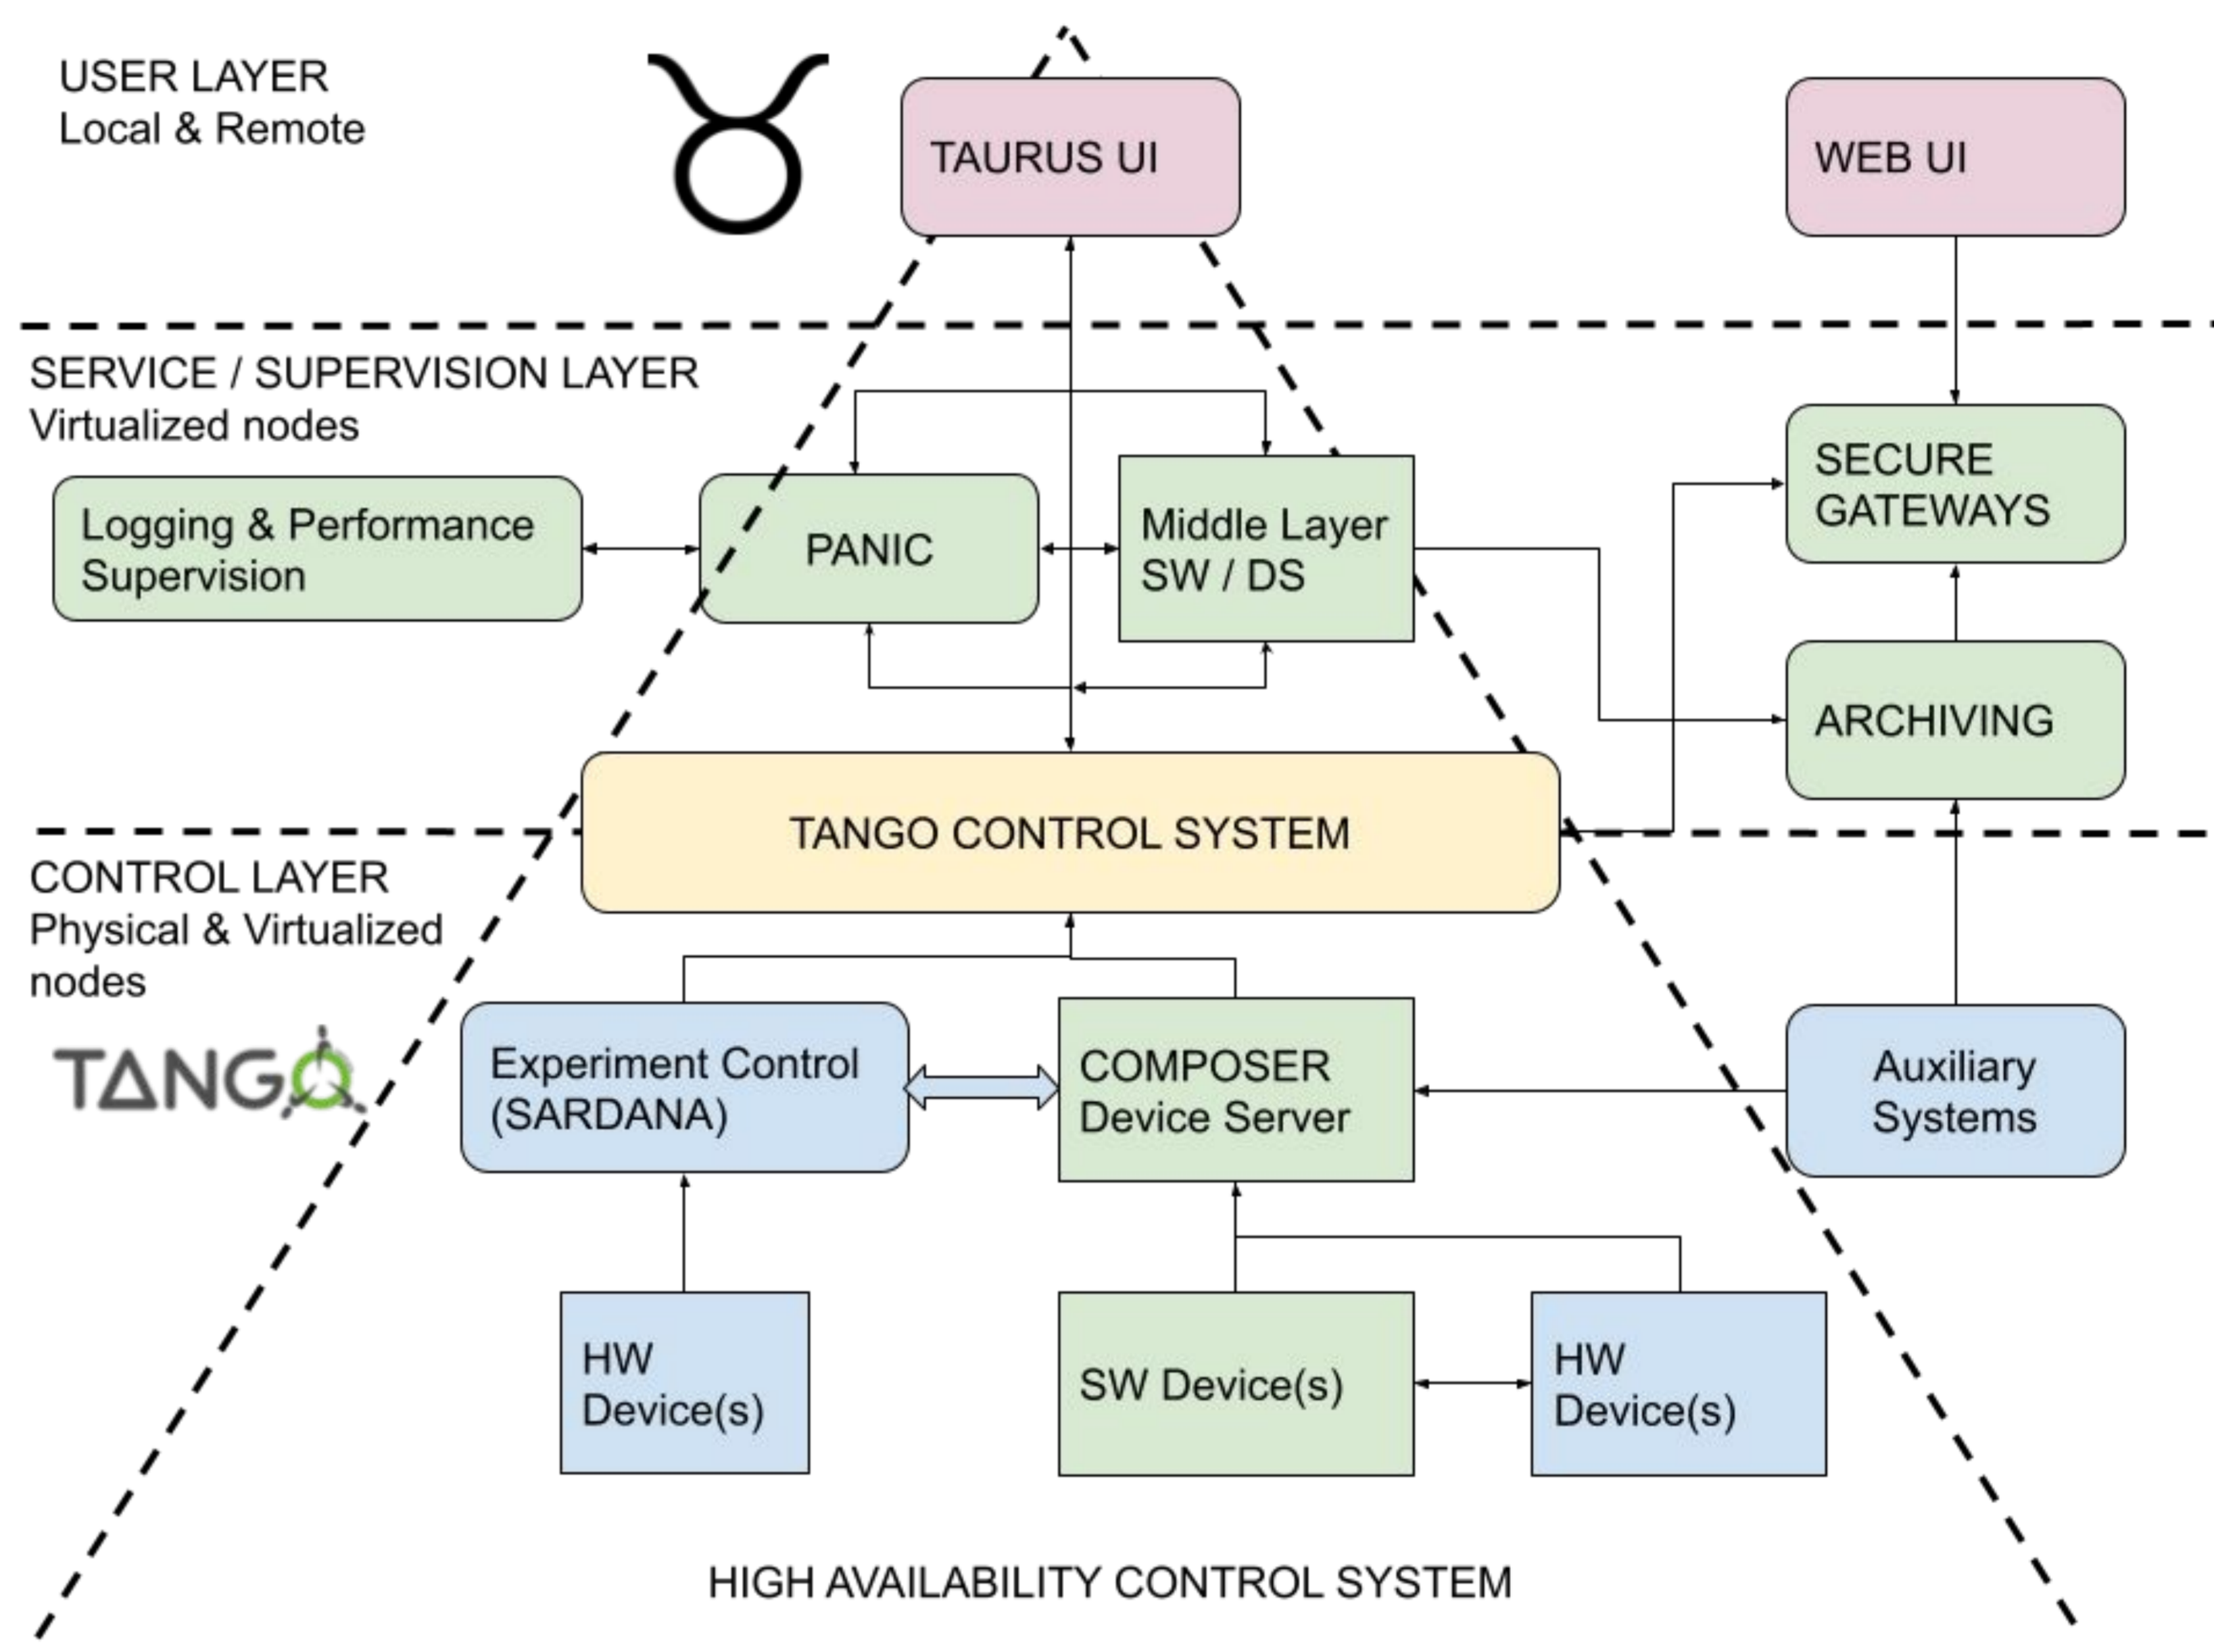 USER LAYER
Local & Remote
TAURUS UI
WEB UI
SERVICE / SUPERVISION LAYER
Virtualized nodes
Logging & Performance
Supervision
PANIC
Middle Layer
SW / DS
SECURE
GATEWAYS
ARCHIVING
TANGO CONTROL SYSTEM
CONTROL LAYER
Physical & Virtualized
nodes
TANGO
Experiment Control
(SARDANA)
COMPOSER
Device Server
Auxiliary
Systems
HW
Device(s)
SW Device(s)
HW
Device(s)
HIGH AVAILABILITY CONTROL SYSTEM